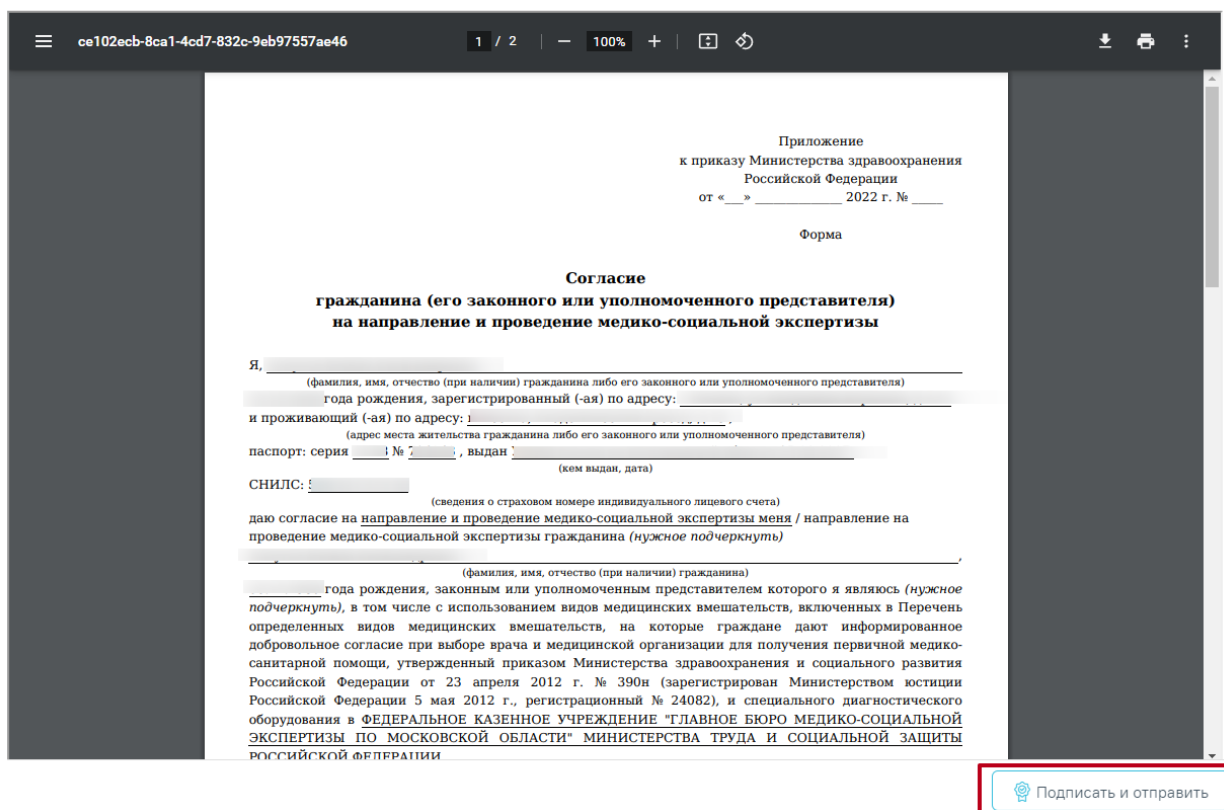 ce102ecb-8ca1-4cd7-832c-9eb97557ae46 1 / 2 — 100% +
Приложение
к приказу Министерства здравоохранения
Российской Федерации
от «___» ______________ 2022 г. № _____
Форма
Согласие
гражданина (его законного или уполномоченного представителя)
на направление и проведение медико-социальной экспертизы
Я,
(фамилия, имя, отчество (при наличии) гражданина либо его законного или уполномоченного представителя)
года рождения, зарегистрированный (-ая) по адресу:
и проживающий (-ая) по адресу: ,
(адрес места жительства гражданина либо его законного или уполномоченного представителя)
паспорт: серия № , выдан
(кем выдан, дата)
СНИЛС:
(сведения о страховом номере индивидуального лицевого счета)
даю согласие на направление и проведение медико-социальной экспертизы меня / направление на
проведение медико-социальной экспертизы гражданина (нужное подчеркнуть)
,
(фамилия, имя, отчество (при наличии) гражданина)
года рождения, законным или уполномоченным представителем которого я являюсь (нужное
подчеркнуть), в том числе с использованием видов медицинских вмешательств, включенных в Перечень
определенных видов медицинских вмешательств, на которые граждане дают информированное
добровольное согласие при выборе врача и медицинской организации для получения первичной медико-
санитарной помощи, утвержденный приказом Министерства здравоохранения и социального развития
Российской Федерации от 23 апреля 2012 г. № 390н (зарегистрирован Министерством юстиции
Российской Федерации 5 мая 2012 г., регистрационный № 24082), и специального диагностического
оборудования в ФЕДЕРАЛЬНОЕ КАЗЕННОЕ УЧРЕЖДЕНИЕ "ГЛАВНОЕ БЮРО МЕДИКО-СОЦИАЛЬНОЙ
ЭКСПЕРТИЗЫ ПО МОСКОВСКОЙ ОБЛАСТИ" МИНИСТЕРСТВА ТРУДА И СОЦИАЛЬНОЙ ЗАЩИТЫ
РОССИЙСКОЙ ФЕДЕРАЦИИ
Подписать и отправить